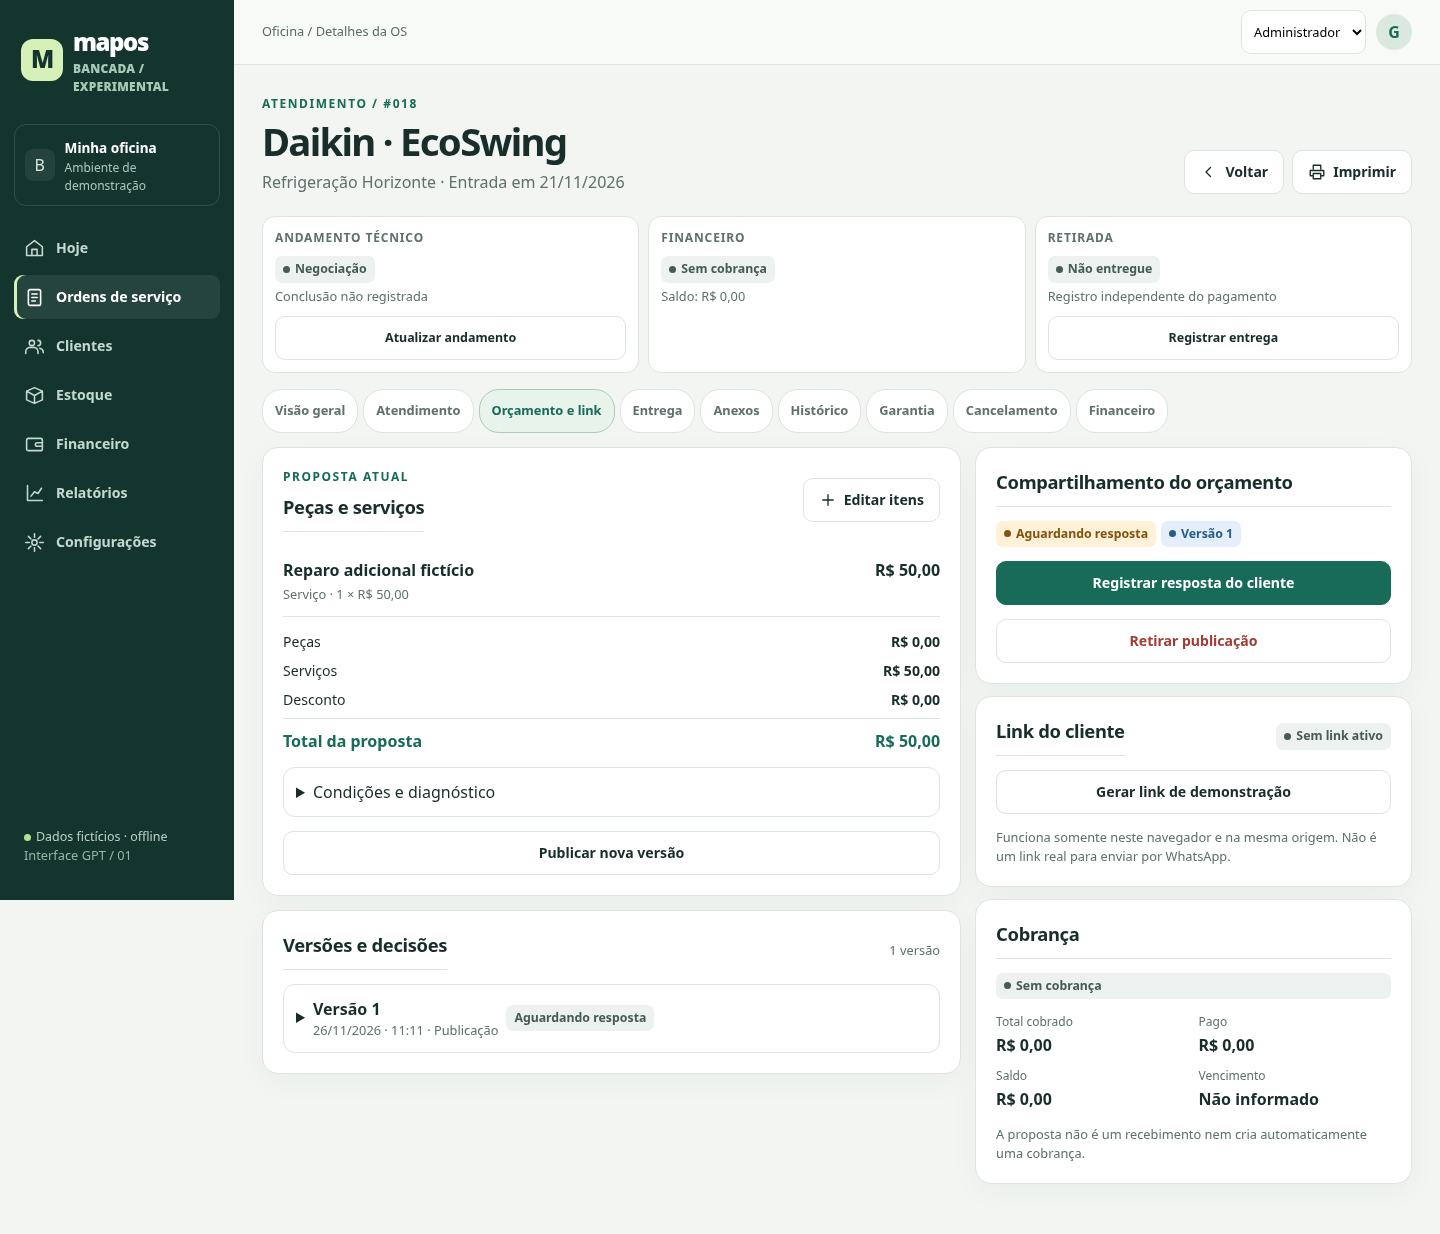 M
mapos
BANCADA /
EXPERIMENTAL
B
Minha oficina
Ambiente de
demonstração
Hoje
Ordens de serviço
Clientes
Estoque
Financeiro
Relatórios
Configurações
Dados fictícios · offline
Interface GPT / 01
Oficina / Detalhes da OS
Administrador
G
ATENDIMENTO / #018
Daikin · EcoSwing
Refrigeração Horizonte · Entrada em 21/11/2026
Voltar
Imprimir
ANDAMENTO TÉCNICO
Negociação
Conclusão não registrada
Atualizar andamento
FINANCEIRO
Sem cobrança
Saldo: R$ 0,00
RETIRADA
Não entregue
Registro independente do pagamento
Registrar entrega
Visão geral
Atendimento
Orçamento e link
Entrega
Anexos
Histórico
Garantia
Cancelamento
Financeiro
PROPOSTA ATUAL
Peças e serviços
Editar itens
Reparo adicional fictício R$ 50,00
Serviço · 1 × R$ 50,00
Peças R$ 0,00
Serviços R$ 50,00
Desconto R$ 0,00
Total da proposta R$ 50,00
Condições e diagnóstico
Publicar nova versão
Versões e decisões
1 versão
Versão 1
26/11/2026 · 11:11 · Publicação
Aguardando resposta
Compartilhamento do orçamento
Aguardando resposta
Versão 1
Registrar resposta do cliente
Retirar publicação
Link do cliente
Sem link ativo
Gerar link de demonstração
Funciona somente neste navegador e na mesma origem. Não é
um link real para enviar por WhatsApp.
Cobrança
Sem cobrança
Total cobrado
R$ 0,00
Pago
R$ 0,00
Saldo
R$ 0,00
Vencimento
Não informado
A proposta não é um recebimento nem cria automaticamente
uma cobrança.